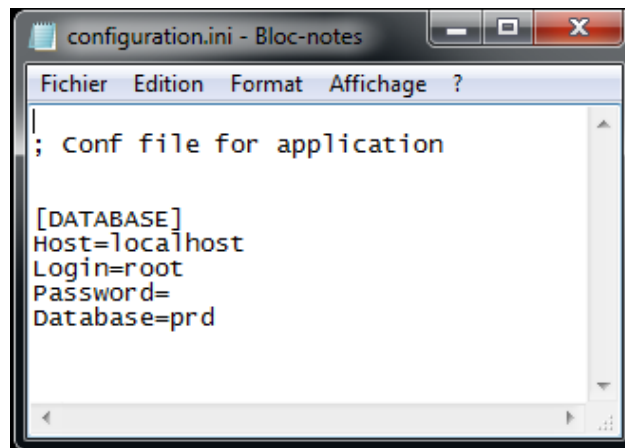 configuration.ini - Bloc-notes
Fichier Edition Format Affichage ?
; Conf file for application
[DATABASE]
Host=localhost
Login=root
Password=
Database=prd